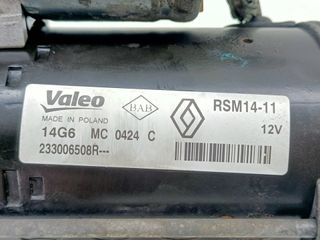 Valeo BAB RSM14-11
MADE IN POLAND
14G6 MC 0424 C 12V
233006508R---